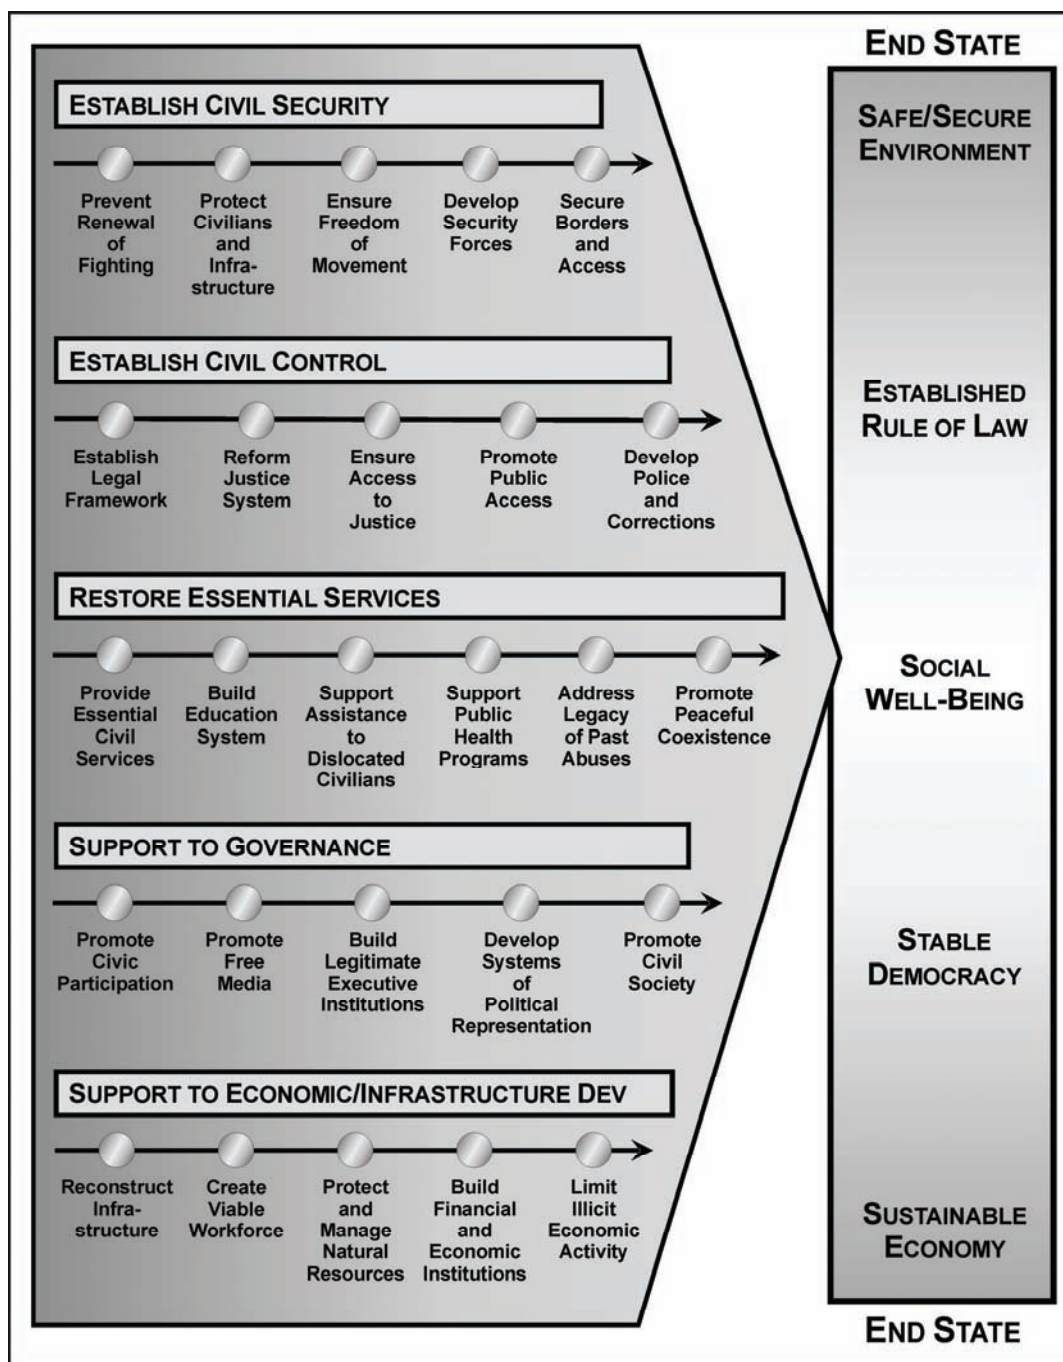 END STATE
ESTABLISH CIVIL SECURITY
Prevent
Renewal
of
Fighting
Protect
Civilians
and
Infra-
structure
Ensure
Freedom
of
Movement
Develop
Security
Forces
Secure
Borders
and
Access
SAFE/SECURE
ENVIRONMENT
ESTABLISH CIVIL CONTROL
Establish
Legal
Framework
Reform
Justice
System
Ensure
Access
to
Justice
Promote
Public
Access
Develop
Police
and
Corrections
ESTABLISHED
RULE OF LAW
RESTORE ESSENTIAL SERVICES
Provide
Essential
Civil
Services
Build
Education
System
Support
Assistance
to
Dislocated
Civilians
Support
Public
Health
Programs
Address
Legacy
of Past
Abuses
Promote
Peaceful
Coexistence
SOCIAL
WELL-BEING
SUPPORT TO GOVERNANCE
Promote
Civic
Participation
Promote
Free
Media
Build
Legitimate
Executive
Institutions
Develop
Systems
of
Political
Representation
Promote
Civil
Society
STABLE
DEMOCRACY
SUPPORT TO ECONOMIC/INFRASTRUCTURE DEV
Reconstruct
Infra-
structure
Create
Viable
Workforce
Protect
and
Manage
Natural
Resources
Build
Financial
and
Economic
Institutions
Limit
Illicit
Economic
Activity
SUSTAINABLE
ECONOMY
END STATE